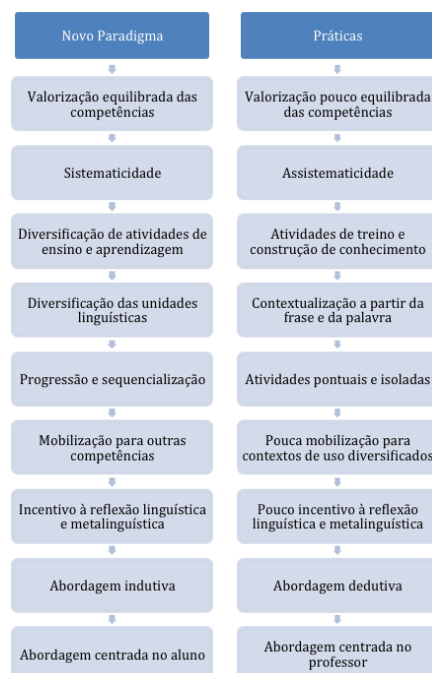 Novo Paradigma
Valorização equilibrada das
competências
Sistematicidade
Diversificação de atividades de
ensino e aprendizagem
Diversificação das unidades
linguísticas
Progressão e sequencialização
Mobilização para outras
competências
Incentivo à reflexão linguística
e metalinguística
Abordagem indutiva
Abordagem centrada no aluno
Práticas
Valorização pouco equilibrada
das competências
Assistematicidade
Atividades de treino e
construção de conhecimento
Contextualização a partir da
frase e da palavra
Atividades pontuais e isoladas
Pouca mobilização para
contextos de uso diversificados
Pouco incentivo à reflexão
linguística e metalinguística
Abordagem dedutiva
Abordagem centrada no
professor